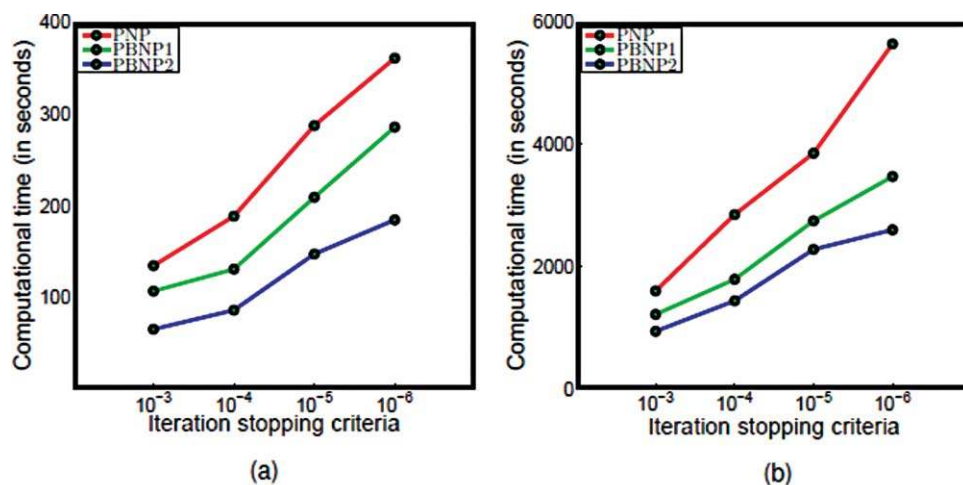 400
300
200
100
PNP
PBNP1
PBNP2
Computational time (in seconds)
10⁻³ 10⁻⁴ 10⁻⁵ 10⁻⁶
Iteration stopping criteria
(a)
6000
4000
2000
0
PNP
PBNP1
PBNP2
Computational time (in seconds)
10⁻³ 10⁻⁴ 10⁻⁵ 10⁻⁶
Iteration stopping criteria
(b)